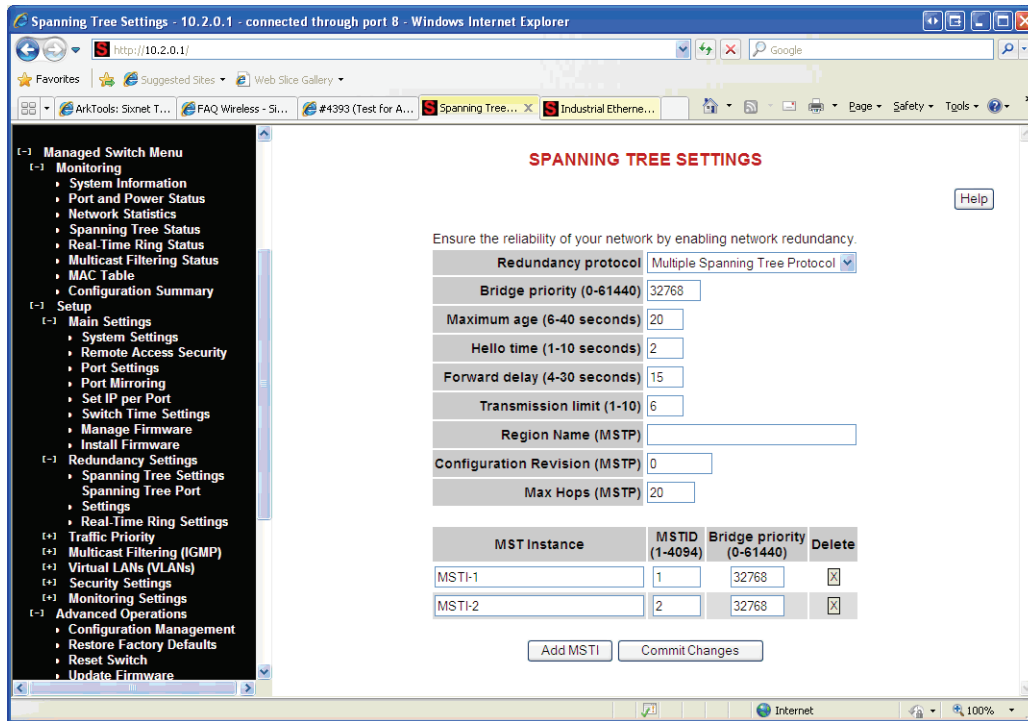 Spanning Tree Settings - 10.2.0.1 - connected through port 8 - Windows Internet Explorer
http://10.2.0.1/
Google
Favorites
Suggested Sites
Web Slice Gallery
ArkTools: Sixnet T...
FAQ Wireless - Si...
#4393 (Test for A...
Spanning Tree...
Industrial Etherne...
Page
Safety
Tools
[-] Managed Switch Menu
[-] Monitoring
System Information
Port and Power Status
Network Statistics
Spanning Tree Status
Real-Time Ring Status
Multicast Filtering Status
MAC Table
Configuration Summary
[-] Setup
[-] Main Settings
System Settings
Remote Access Security
Port Settings
Port Mirroring
Set IP per Port
Switch Time Settings
Manage Firmware
Install Firmware
[-] Redundancy Settings
Spanning Tree Settings
Spanning Tree Port
Settings
Real-Time Ring Settings
[+] Traffic Priority
[+] Multicast Filtering (IGMP)
[+] Virtual LANs (VLANs)
[+] Security Settings
[+] Monitoring Settings
[-] Advanced Operations
Configuration Management
Restore Factory Defaults
Reset Switch
Update Firmware
SPANNING TREE SETTINGS
Help
Ensure the reliability of your network by enabling network redundancy.
Redundancy protocol Multiple Spanning Tree Protocol
Bridge priority (0-61440) 32768
Maximum age (6-40 seconds) 20
Hello time (1-10 seconds) 2
Forward delay (4-30 seconds) 15
Transmission limit (1-10) 6
Region Name (MSTP)
Configuration Revision (MSTP) 0
Max Hops (MSTP) 20
MST Instance MSTID (1-4094) Bridge priority (0-61440) Delete
MSTI-1 1 32768 X
MSTI-2 2 32768 X
Add MSTI Commit Changes
Internet
100%